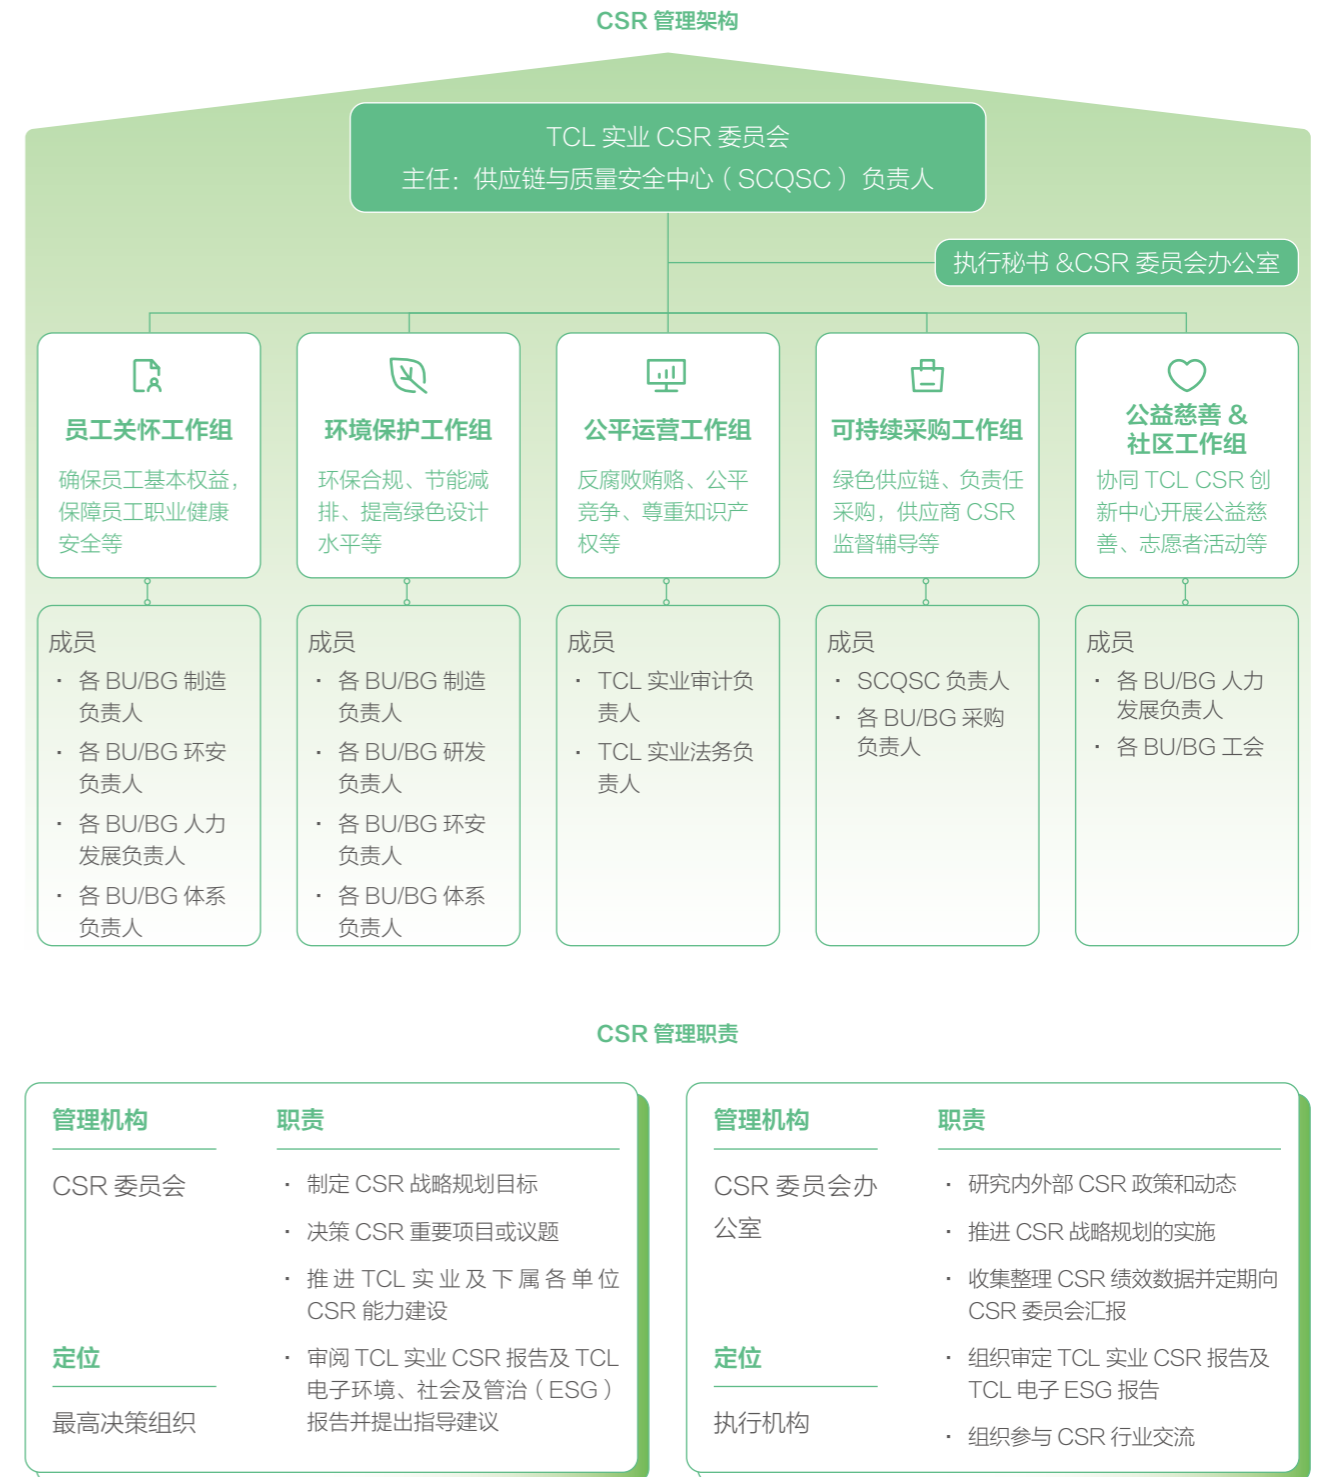 CSR 管理架构
TCL 实业 CSR 委员会
主任：供应链与质量安全中心（SCQSC）负责人
执行秘书 &CSR 委员会办公室
员工关怀工作组
确保员工基本权益，
保障员工职业健康
安全等
环境保护工作组
环保合规、节能减
排、提高绿色设计
水平等
公平运营工作组
反腐败贿赂、公平
竞争、尊重知识产
权等
可持续采购工作组
绿色供应链、负责任
采购，供应商 CSR
监督辅导等
公益慈善 &
社区工作组
协同 TCL CSR 创
新中心开展公益慈
善、志愿者活动等
成员
· 各 BU/BG 制造
负责人
· 各 BU/BG 环安
负责人
· 各 BU/BG 人力
发展负责人
· 各 BU/BG 体系
负责人
成员
· 各 BU/BG 制造
负责人
· 各 BU/BG 研发
负责人
· 各 BU/BG 环安
负责人
· 各 BU/BG 体系
负责人
成员
· TCL 实业审计负
责人
· TCL 实业法务负
责人
成员
· SCQSC 负责人
· 各 BU/BG 采购
负责人
成员
· 各 BU/BG 人力
发展负责人
· 各 BU/BG 工会
CSR 管理职责
管理机构
CSR 委员会
定位
最高决策组织
职责
· 制定 CSR 战略规划目标
· 决策 CSR 重要项目或议题
· 推进 TCL 实业及下属各单位
CSR 能力建设
· 审阅 TCL 实业 CSR 报告及 TCL
电子环境、社会及管治（ESG）
报告并提出指导建议
管理机构
CSR 委员会办
公室
定位
执行机构
职责
· 研究内外部 CSR 政策和动态
· 推进 CSR 战略规划的实施
· 收集整理 CSR 绩效数据并定期向
CSR 委员会汇报
· 组织审定 TCL 实业 CSR 报告及
TCL 电子 ESG 报告
· 组织参与 CSR 行业交流